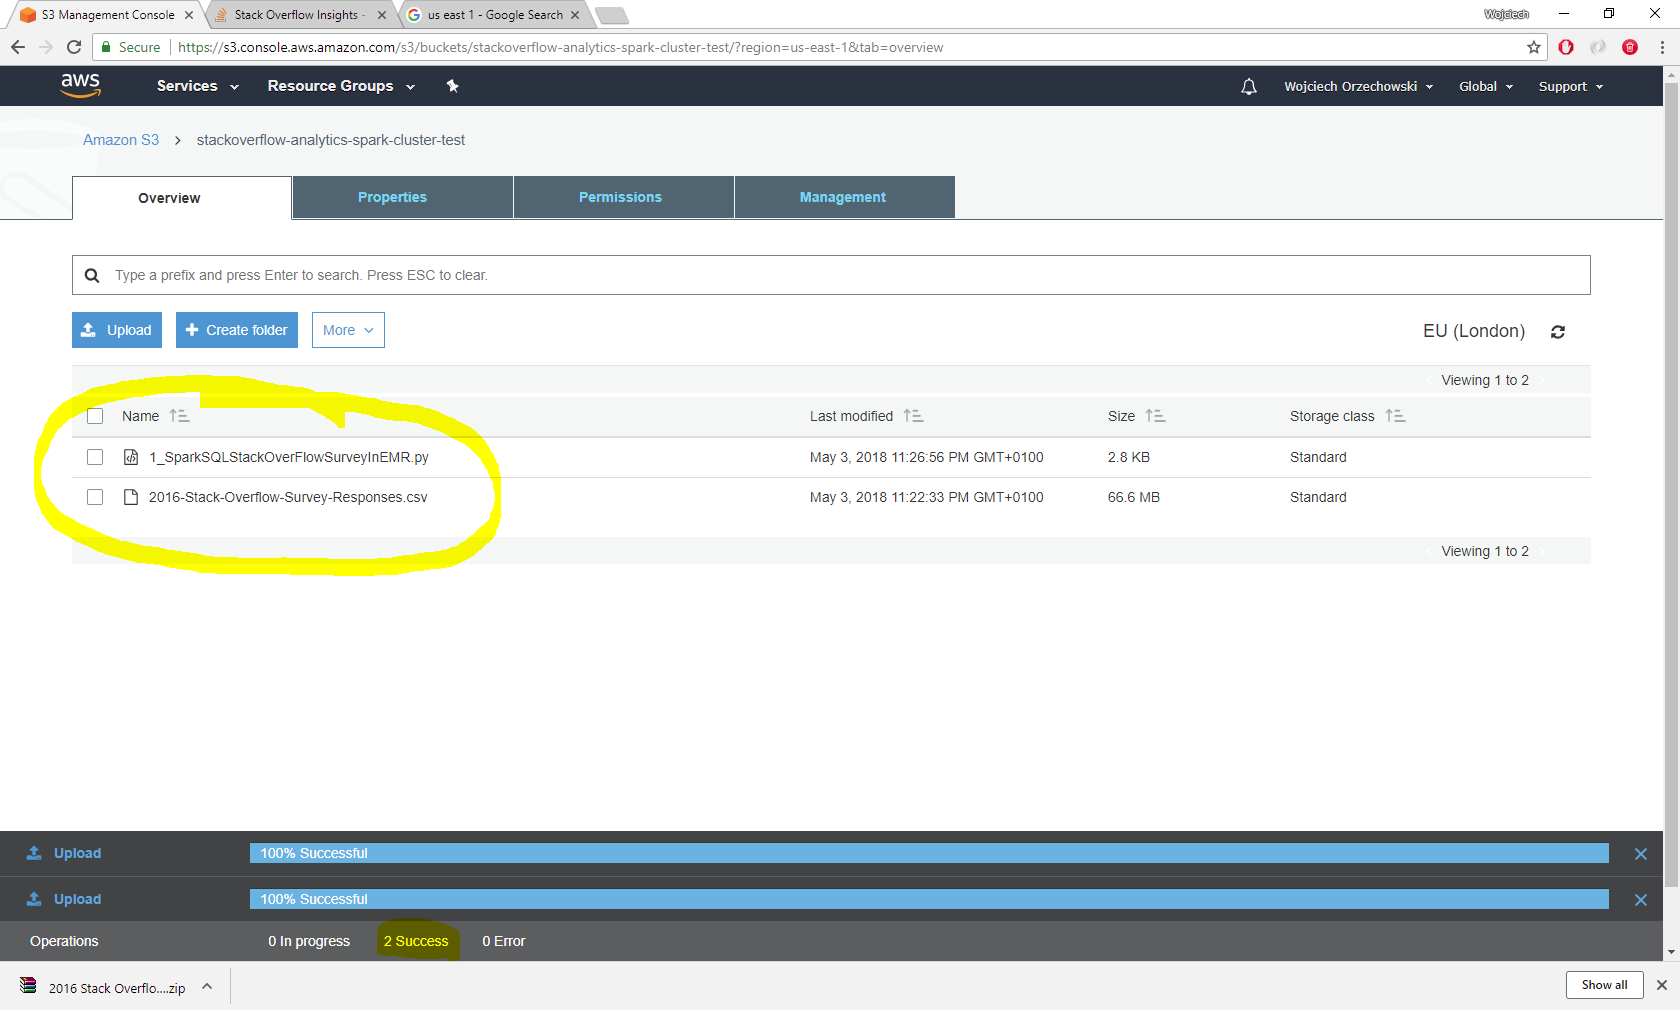 S3 Management Console
Stack Overflow Insights -
us east 1 - Google Search
Wojciech
Secure
https://s3.console.aws.amazon.com/s3/buckets/stackoverflow-analytics-spark-cluster-test/?region=us-east-1&tab=overview
aws
Services
Resource Groups
Wojciech Orzechowski
Global
Support
Amazon S3 > stackoverflow-analytics-spark-cluster-test
Overview
Properties
Permissions
Management
Type a prefix and press Enter to search. Press ESC to clear.
Upload
Create folder
More
EU (London)
Viewing 1 to 2
Name Last modified Size Storage class
1_SparkSQLStackOverFlowSurveyInEMR.py May 3, 2018 11:26:56 PM GMT+0100 2.8 KB Standard
2016-Stack-Overflow-Survey-Responses.csv May 3, 2018 11:22:33 PM GMT+0100 66.6 MB Standard
Viewing 1 to 2
Upload 100% Successful
Upload 100% Successful
Operations 0 In progress 2 Success 0 Error
2016 Stack Overflo....zip
Show all